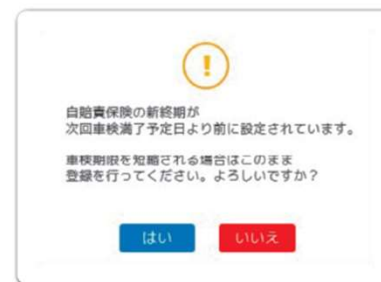 !
自賠責保険の新終期が
次回車検満了予定日より前に設定されています。
車検期限を短縮される場合はこのまま
登録を行ってください。よろしいですか？
はい
いいえ